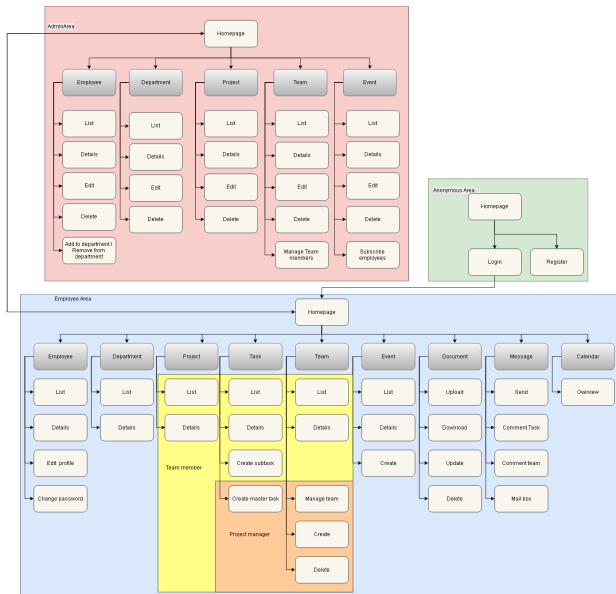 AdminArea
Homepage
Employee
Department
Project
Team
Event
List
List
List
List
List
Details
Details
Details
Details
Details
Edit
Edit
Edit
Edit
Edit
Delete
Delete
Delete
Delete
Delete
Add to department /
Remove from
department
Manage Team
members
Subscribe
employees
Anonymous Area
Homepage
Login
Register
Employee Area
Homepage
Employee
Department
Project
Task
Team
Event
Document
Message
Calendar
List
List
List
List
List
List
Upload
Send
Overview
Details
Details
Details
Details
Details
Details
Download
Comment Task
Edit profile
Team member
Create subtask
Create
Update
Comment team
Change password
Create master task
Manage team
Delete
Mail box
Project manager
Create
Delete